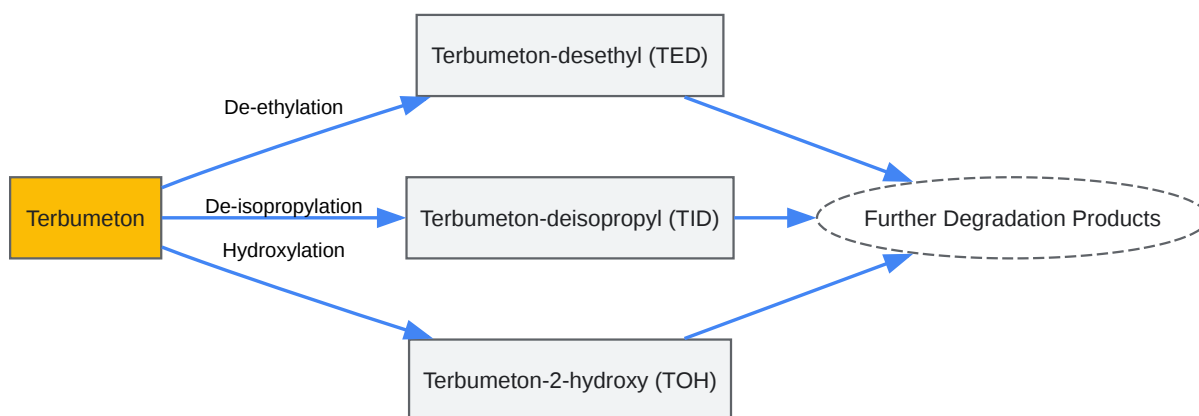 Terbumeton-desethyl (TED)
De-ethylation
Terbumeton
De-isopropylation
Terbumeton-deisopropyl (TID)
Further Degradation Products
Hydroxylation
Terbumeton-2-hydroxy (TOH)